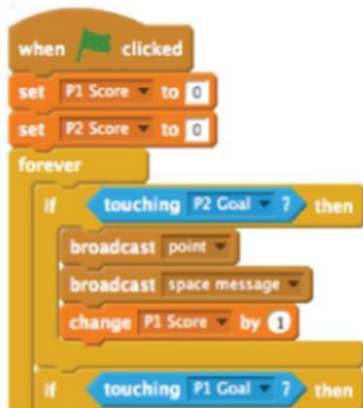 when clicked
set P1 Score to 0
set P2 Score to 0
forever
if touching P2 Goal ? then
broadcast point
broadcast space message
change P1 Score by 1
if touching P1 Goal ? then